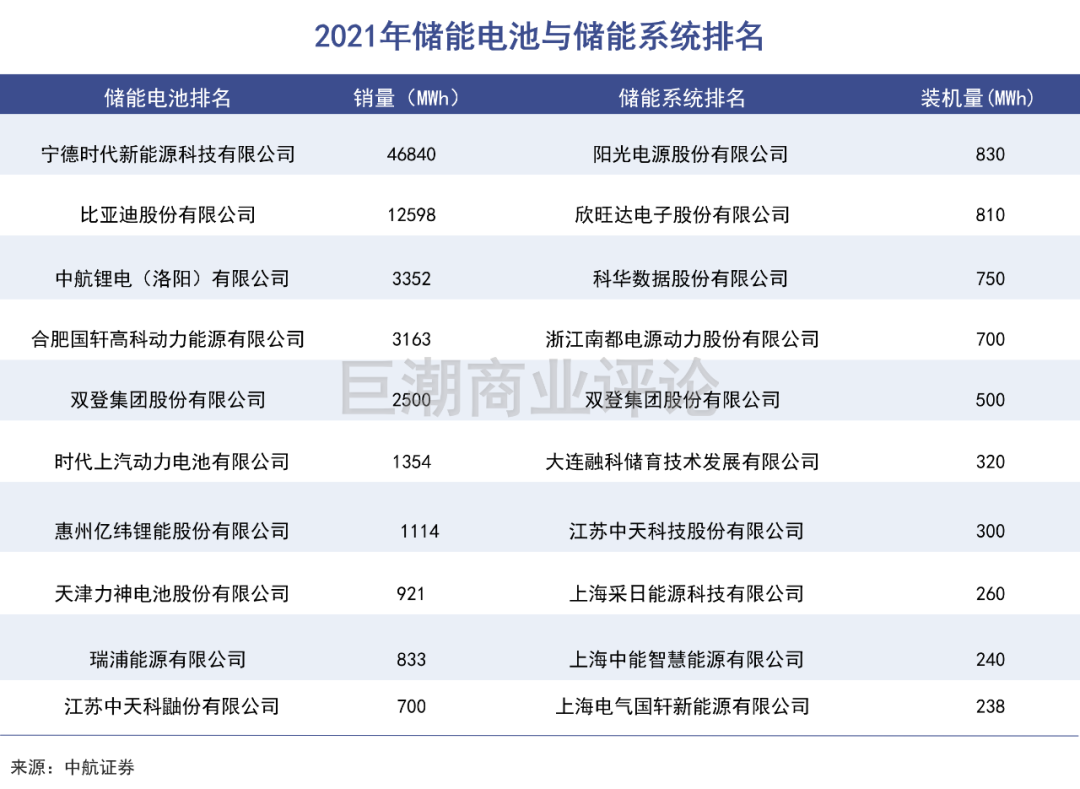 2021年储能电池与储能系统排名
储能电池排名 销量（MWh） 储能系统排名 装机量(MWh)
宁德时代新能源科技有限公司 46840 阳光电源股份有限公司 830
比亚迪股份有限公司 12598 欣旺达电子股份有限公司 810
中航锂电（洛阳）有限公司 3352 科华数据股份有限公司 750
合肥国轩高科动力能源有限公司 3163 浙江南都电源动力股份有限公司 700
巨潮商业评论
双登集团股份有限公司 2500 双登集团股份有限公司 500
时代上汽动力电池有限公司 1354 大连融科储育技术发展有限公司 320
惠州亿纬锂能股份有限公司 1114 江苏中天科技股份有限公司 300
天津力神电池股份有限公司 921 上海采日能源科技有限公司 260
瑞浦能源有限公司 833 上海中能智慧能源有限公司 240
江苏中天科鼬份有限公司 700 上海电气国轩新能源有限公司 238
来源：中航证券